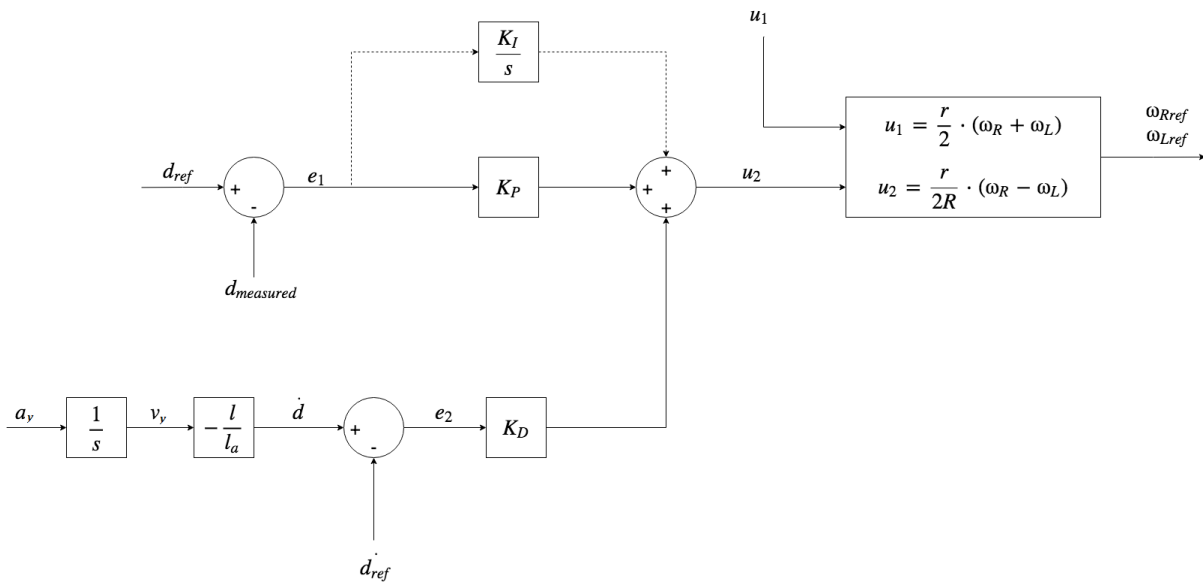 u₁
K_I
s
ω_Rref
ω_Lref
u₁ = r/2 · (ω_R + ω_L)
d_ref
+
-
e₁
K_P
+
+
+
u₂
u₂ = r/2R · (ω_R − ω_L)
d_measured
a_y
1
s
v_y
− l/l_a
ḋ
+
-
e₂
K_D
ḋ_ref